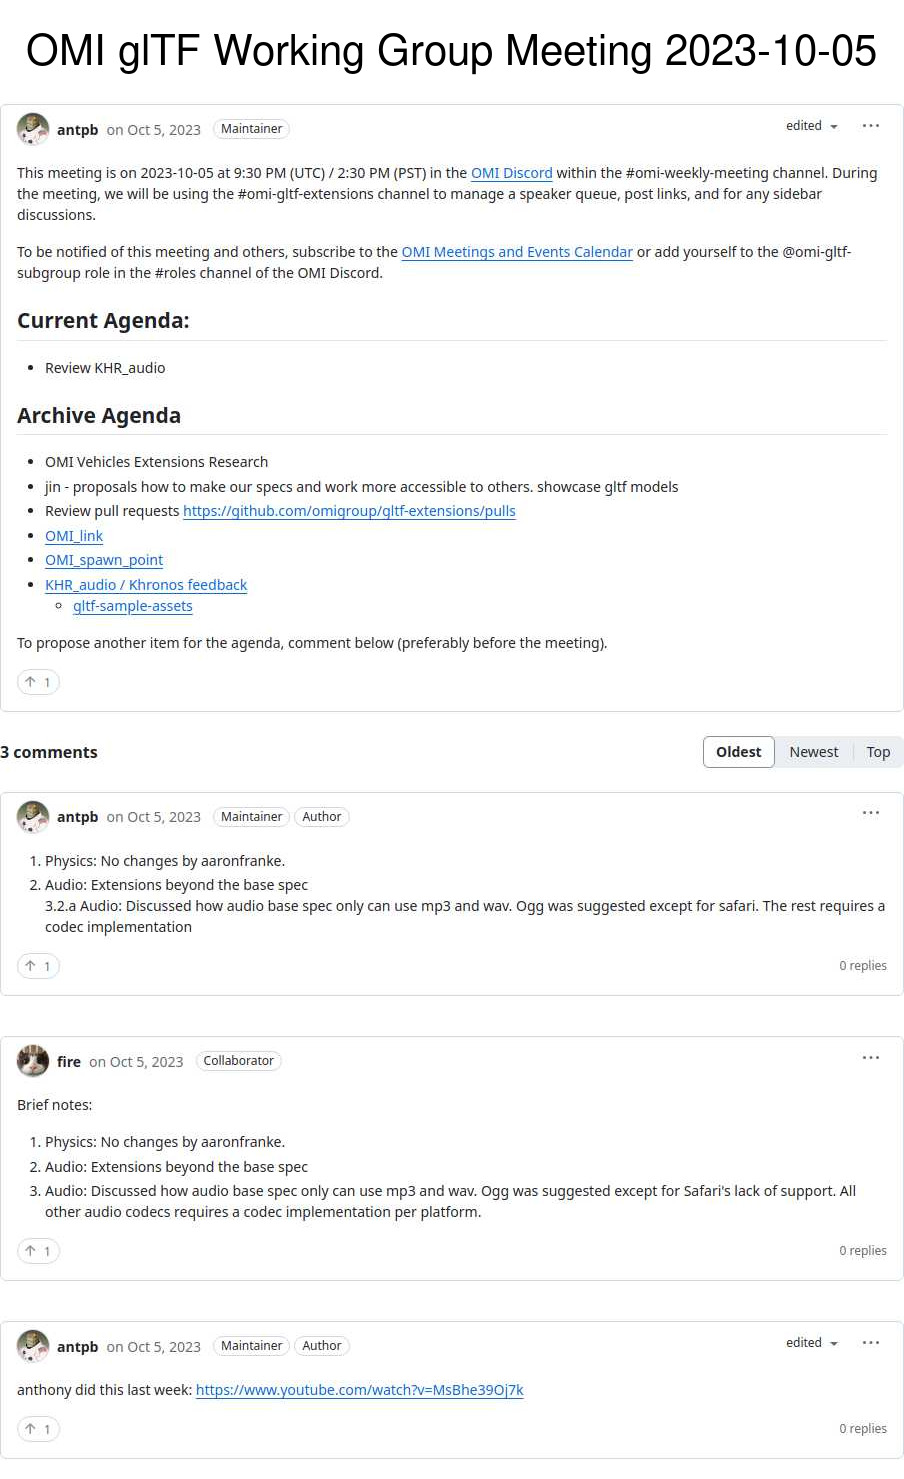 OMI glTF Working Group Meeting 2023-10-05
antpb on Oct 5, 2023 Maintainer edited
This meeting is on 2023-10-05 at 9:30 PM (UTC) / 2:30 PM (PST) in the OMI Discord within the #omi-weekly-meeting channel. During
the meeting, we will be using the #omi-gltf-extensions channel to manage a speaker queue, post links, and for any sidebar
discussions.
To be notified of this meeting and others, subscribe to the OMI Meetings and Events Calendar or add yourself to the @omi-gltf-
subgroup role in the #roles channel of the OMI Discord.
Current Agenda:
Review KHR_audio
Archive Agenda
OMI Vehicles Extensions Research
jin - proposals how to make our specs and work more accessible to others. showcase gltf models
Review pull requests https://github.com/omigroup/gltf-extensions/pulls
OMI_link
OMI_spawn_point
KHR_audio / Khronos feedback
gltf-sample-assets
To propose another item for the agenda, comment below (preferably before the meeting).
1
3 comments Oldest Newest Top
antpb on Oct 5, 2023 Maintainer Author
1. Physics: No changes by aaronfranke.
2. Audio: Extensions beyond the base spec
3.2.a Audio: Discussed how audio base spec only can use mp3 and wav. Ogg was suggested except for safari. The rest requires a
codec implementation
1 0 replies
fire on Oct 5, 2023 Collaborator
Brief notes:
1. Physics: No changes by aaronfranke.
2. Audio: Extensions beyond the base spec
3. Audio: Discussed how audio base spec only can use mp3 and wav. Ogg was suggested except for Safari's lack of support. All
other audio codecs requires a codec implementation per platform.
1 0 replies
antpb on Oct 5, 2023 Maintainer Author edited
anthony did this last week: https://www.youtube.com/watch?v=MsBhe39Oj7k
1 0 replies